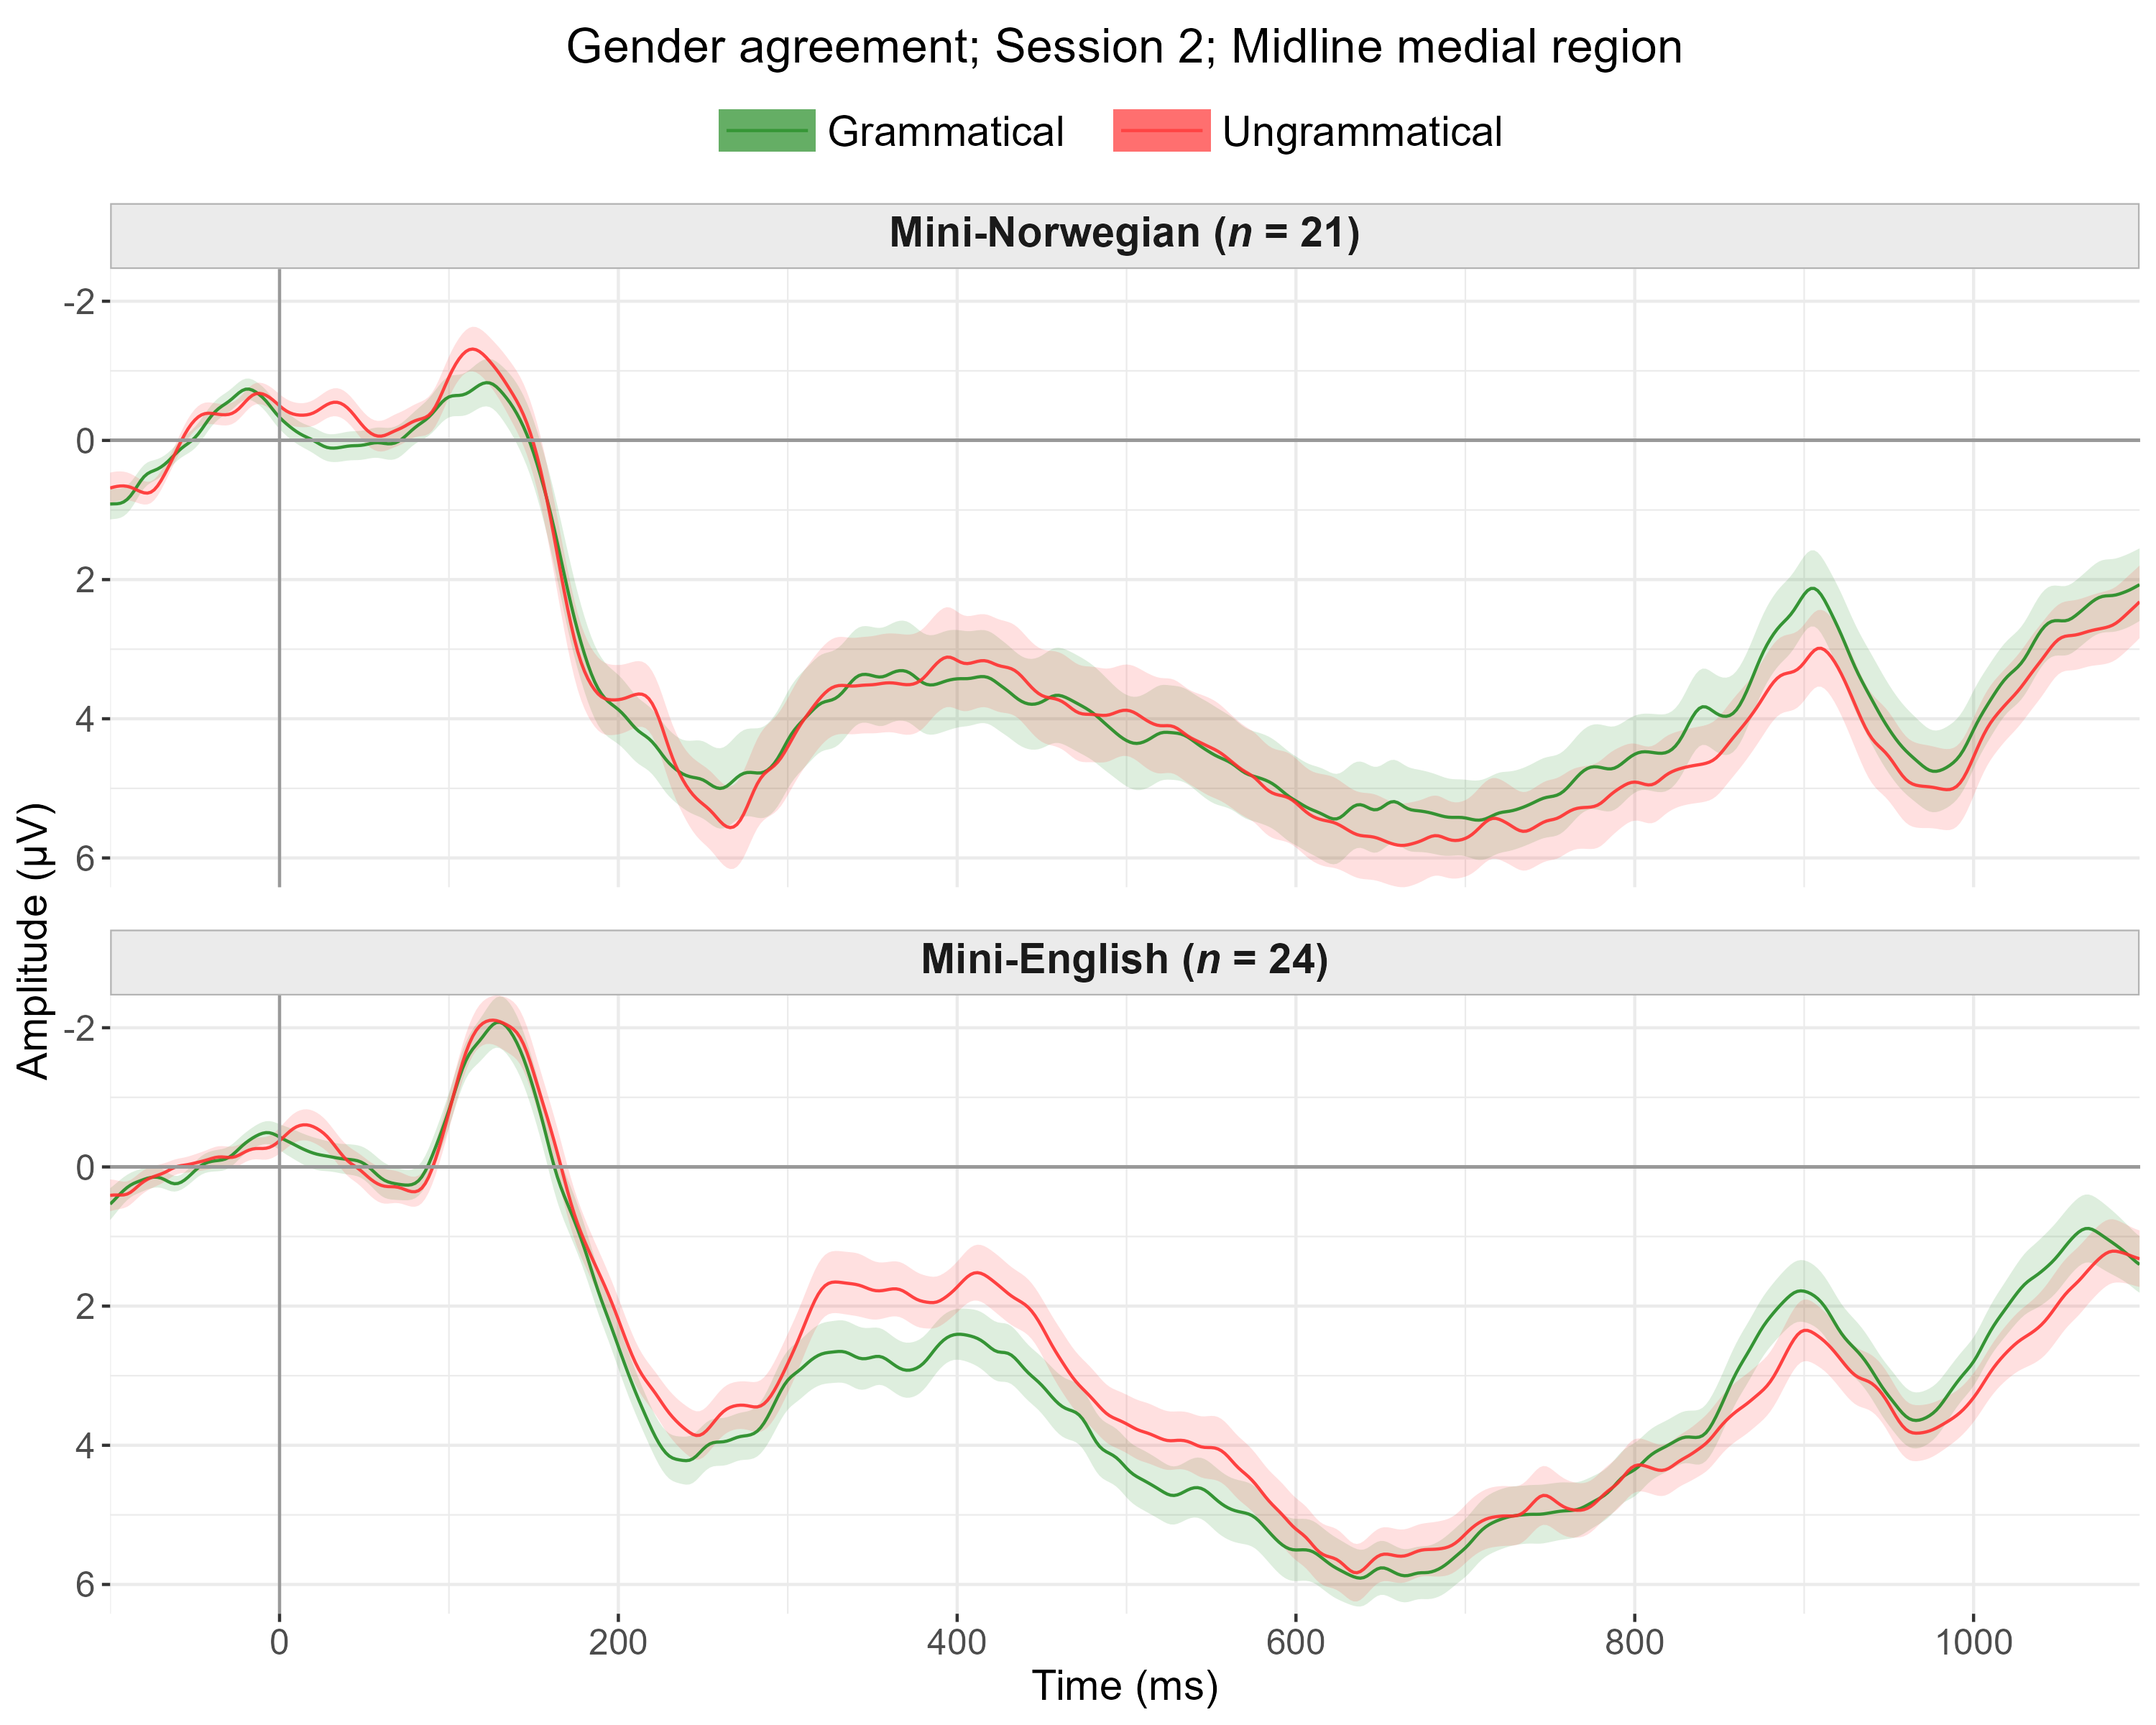 Gender agreement; Session 2; Midline medial region
Grammatical Ungrammatical
Mini-Norwegian (n = 21)
-2
0
2
4
6
Mini-English (n = 24)
-2
0
2
4
6
Amplitude (µV)
0 200 400 600 800 1000
Time (ms)